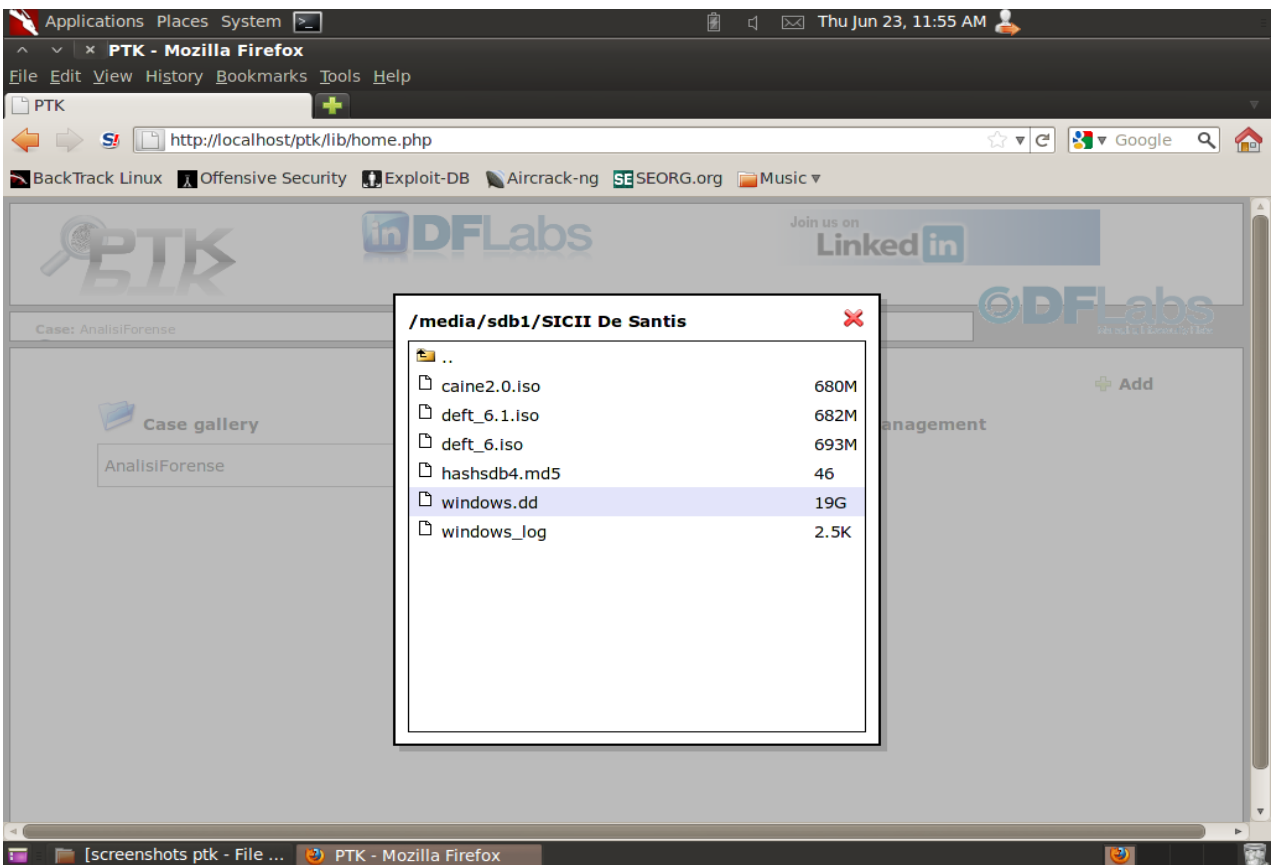 Applications Places System Thu Jun 23, 11:55 AM
PTK - Mozilla Firefox
File Edit View History Bookmarks Tools Help
PTK
S! http://localhost/ptk/lib/home.php Google
BackTrack Linux Offensive Security Exploit-DB Aircrack-ng SE SEORG.org Music
PTK in DFLabs Join us on
Linked in
DFLabs
Case: AnalisiForense
/media/sdb1/SICII De Santis
..
caine2.0.iso 680M
deft_6.1.iso 682M
deft_6.iso 693M
hashsdb4.md5 46
windows.dd 19G
windows_log 2.5K
Add
Case gallery anagement
AnalisiForense
[screenshots ptk - File ... PTK - Mozilla Firefox